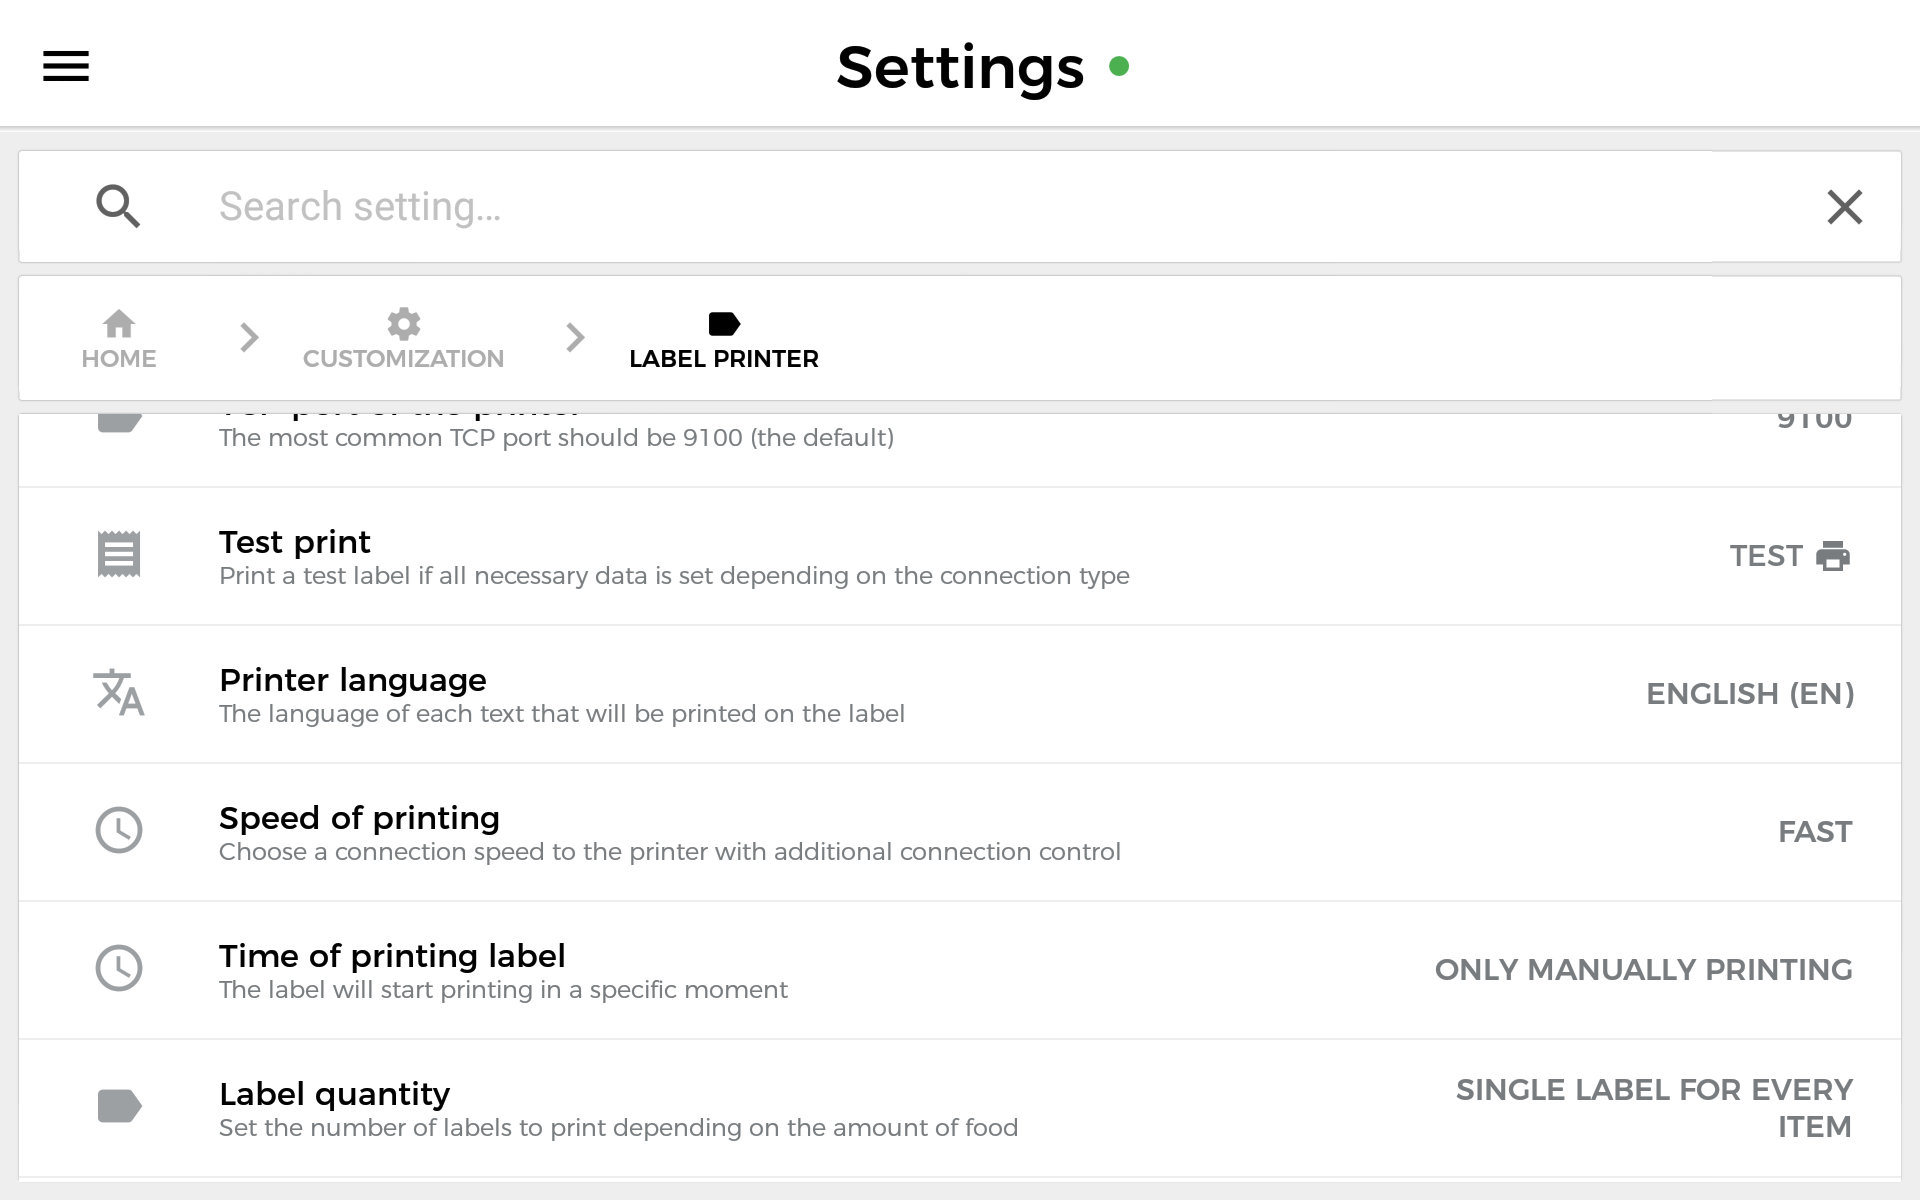 Settings
Search setting...
HOME
CUSTOMIZATION
LABEL PRINTER
TCP port of the printer
The most common TCP port should be 9100 (the default)
9100
Test print
Print a test label if all necessary data is set depending on the connection type
TEST
Printer language
The language of each text that will be printed on the label
ENGLISH (EN)
Speed of printing
Choose a connection speed to the printer with additional connection control
FAST
Time of printing label
The label will start printing in a specific moment
ONLY MANUALLY PRINTING
Label quantity
Set the number of labels to print depending on the amount of food
SINGLE LABEL FOR EVERY
ITEM